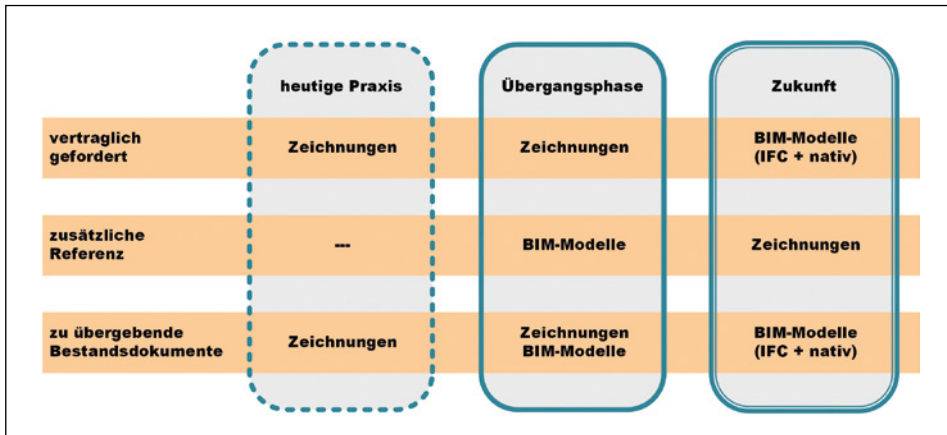 heutige Praxis
Übergangsphase
Zukunft
vertraglich
gefordert
Zeichnungen
Zeichnungen
BIM-Modelle
(IFC + nativ)
zusätzliche
Referenz
---
BIM-Modelle
Zeichnungen
zu übergebende
Bestandsdokumente
Zeichnungen
Zeichnungen
BIM-Modelle
BIM-Modelle
(IFC + nativ)